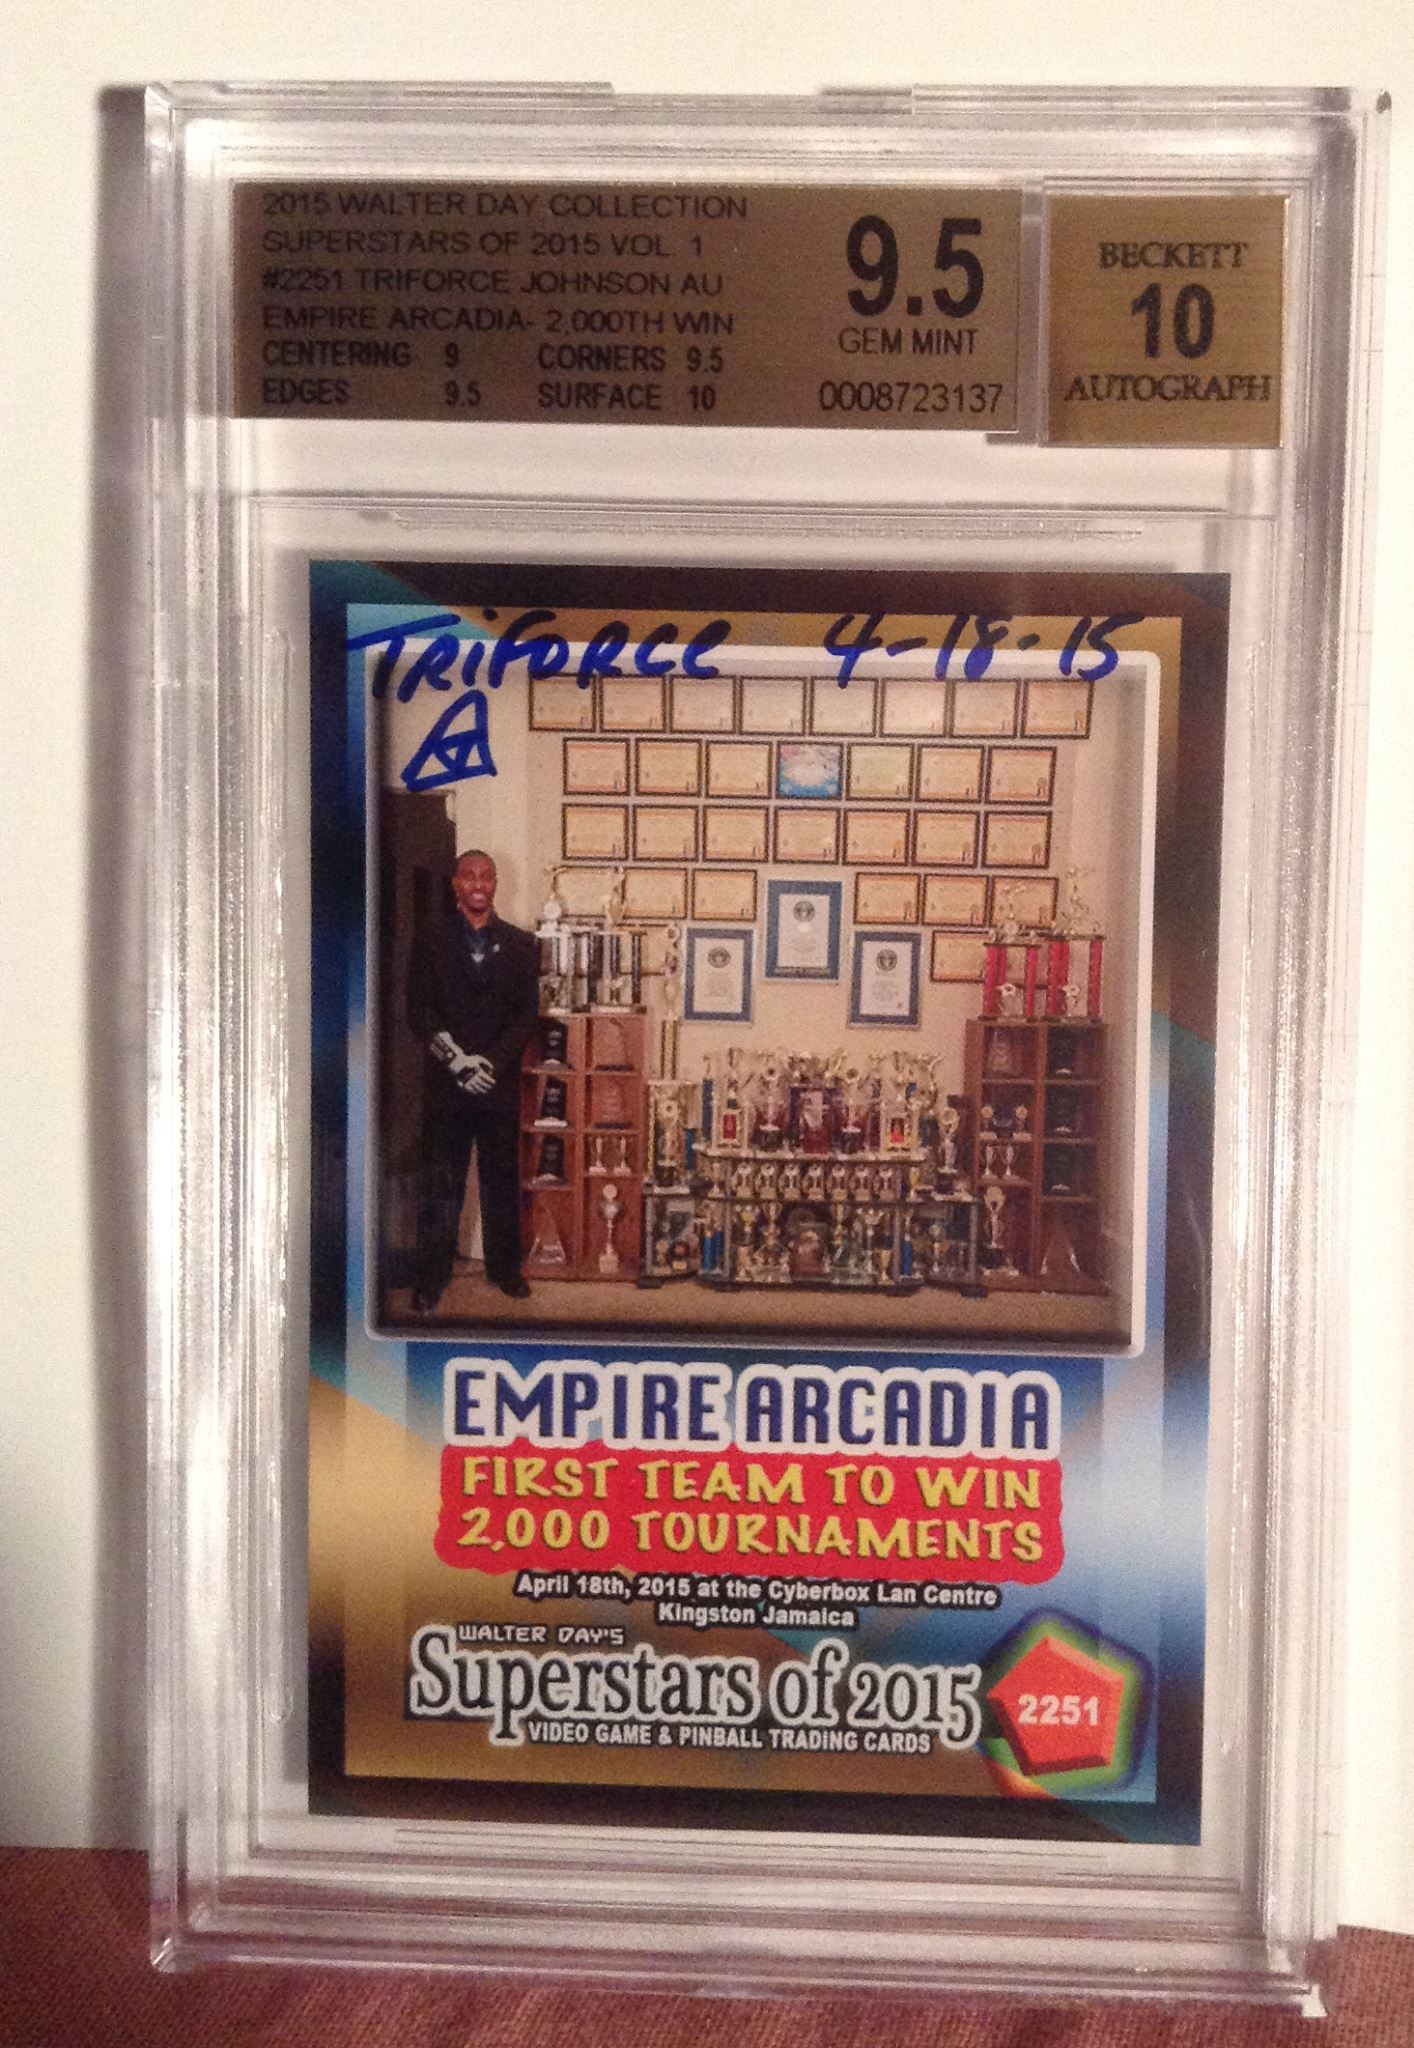 2015 WALTER DAY COLLECTION
SUPERSTARS OF 2015 VOL. 1
#2251 TRIFORCE JOHNSON AU
EMPIRE ARCADIA- 2,000TH WIN
CENTERING 9 CORNERS 9.5
EDGES 9.5 SURFACE 10
9.5
GEM MINT
0008723137
BECKETT
10
AUTOGRAPH
TRiFORCE 4-18-15
EMPIRE ARCADIA
FIRST TEAM TO WIN
2,000 TOURNAMENTS
April 18th, 2015 at the Cyberbox Lan Centre
Kingston Jamaica
WALTER DAY'S
Superstars of 2015
VIDEO GAME & PINBALL TRADING CARDS
2251